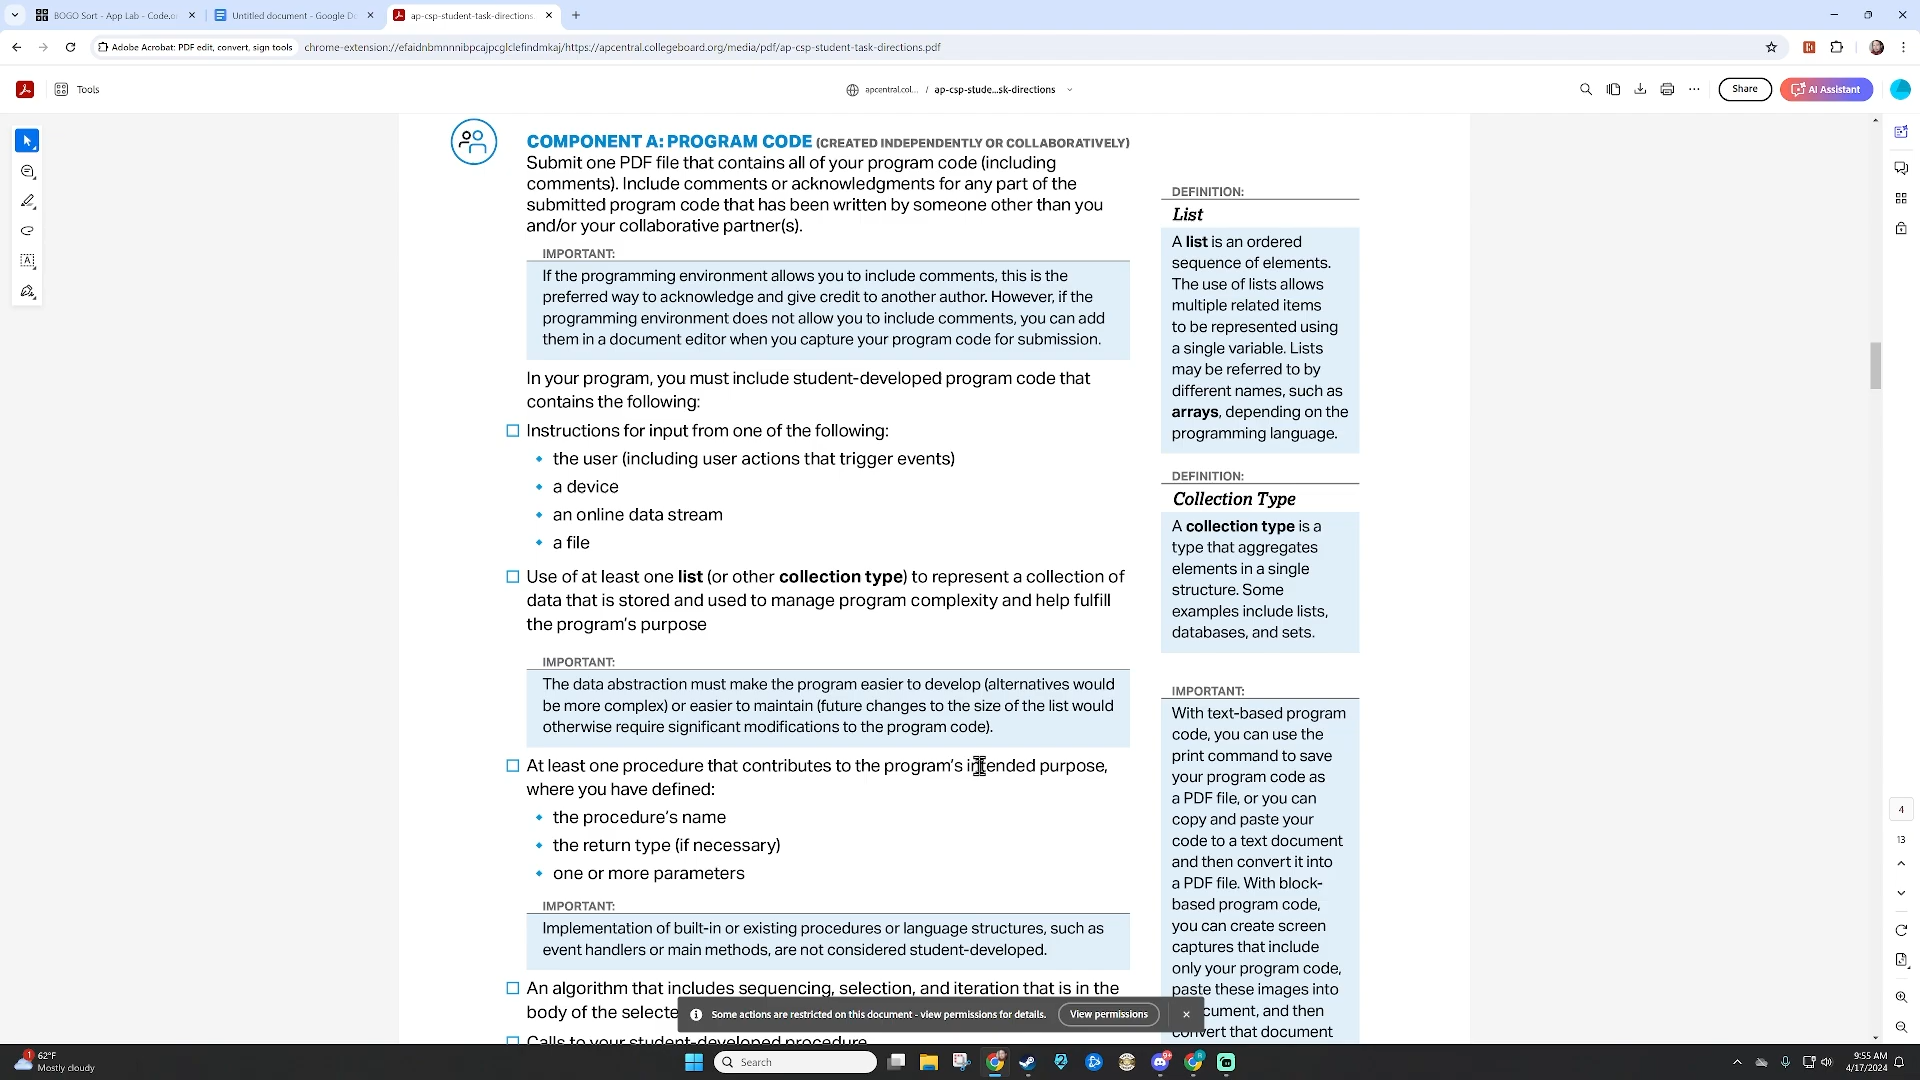 BOGO Sort - App Lab - Code.o
Untitled document - Google D
ap-csp-student-task-directions
Adobe Acrobat: PDF edit, convert, sign tools
chrome-extension://efaidnbmnnnibpcajpcglclefindmkaj/https://apcentral.collegeboard.org/media/pdf/ap-csp-student-task-directions.pdf
Tools
apcentral.col... / ap-csp-stude...sk-directions
Share
AI Assistant
COMPONENT A: PROGRAM CODE (CREATED INDEPENDENTLY OR COLLABORATIVELY)
Submit one PDF file that contains all of your program code (including
comments). Include comments or acknowledgments for any part of the
submitted program code that has been written by someone other than you
and/or your collaborative partner(s).
IMPORTANT:
If the programming environment allows you to include comments, this is the
preferred way to acknowledge and give credit to another author. However, if the
programming environment does not allow you to include comments, you can add
them in a document editor when you capture your program code for submission.
In your program, you must include student-developed program code that
contains the following:
Instructions for input from one of the following:
the user (including user actions that trigger events)
a device
an online data stream
a file
Use of at least one list (or other collection type) to represent a collection of
data that is stored and used to manage program complexity and help fulfill
the program's purpose
IMPORTANT:
The data abstraction must make the program easier to develop (alternatives would
be more complex) or easier to maintain (future changes to the size of the list would
otherwise require significant modifications to the program code).
At least one procedure that contributes to the program's intended purpose,
where you have defined:
the procedure's name
the return type (if necessary)
one or more parameters
IMPORTANT:
Implementation of built-in or existing procedures or language structures, such as
event handlers or main methods, are not considered student-developed.
An algorithm that includes sequencing, selection, and iteration that is in the
body of the selecte
Calls to your student-developed procedure
DEFINITION:
List
A list is an ordered
sequence of elements.
The use of lists allows
multiple related items
to be represented using
a single variable. Lists
may be referred to by
different names, such as
arrays, depending on the
programming language.
DEFINITION:
Collection Type
A collection type is a
type that aggregates
elements in a single
structure. Some
examples include lists,
databases, and sets.
IMPORTANT:
With text-based program
code, you can use the
print command to save
your program code as
a PDF file, or you can
copy and paste your
code to a text document
and then convert it into
a PDF file. With block-
based program code,
you can create screen
captures that include
only your program code,
paste these images into
cument, and then
convert that document
4
13
Some actions are restricted on this document - view permissions for details.
View permissions
1
62°F
Mostly cloudy
Search
9+
9:55 AM
4/17/2024